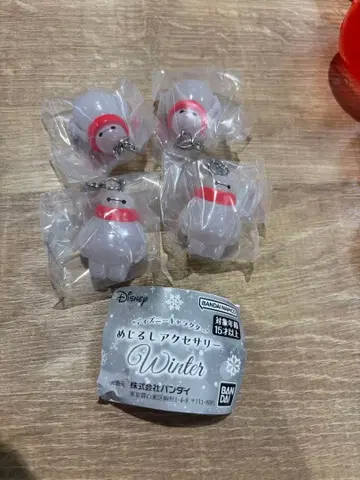 Disney
BANDAI NAMCO
ディズニーキャラクター
対象年齢
15才以上
めじるしアクセサリー
Winter
株式会社バンダイ
BAN
DAI